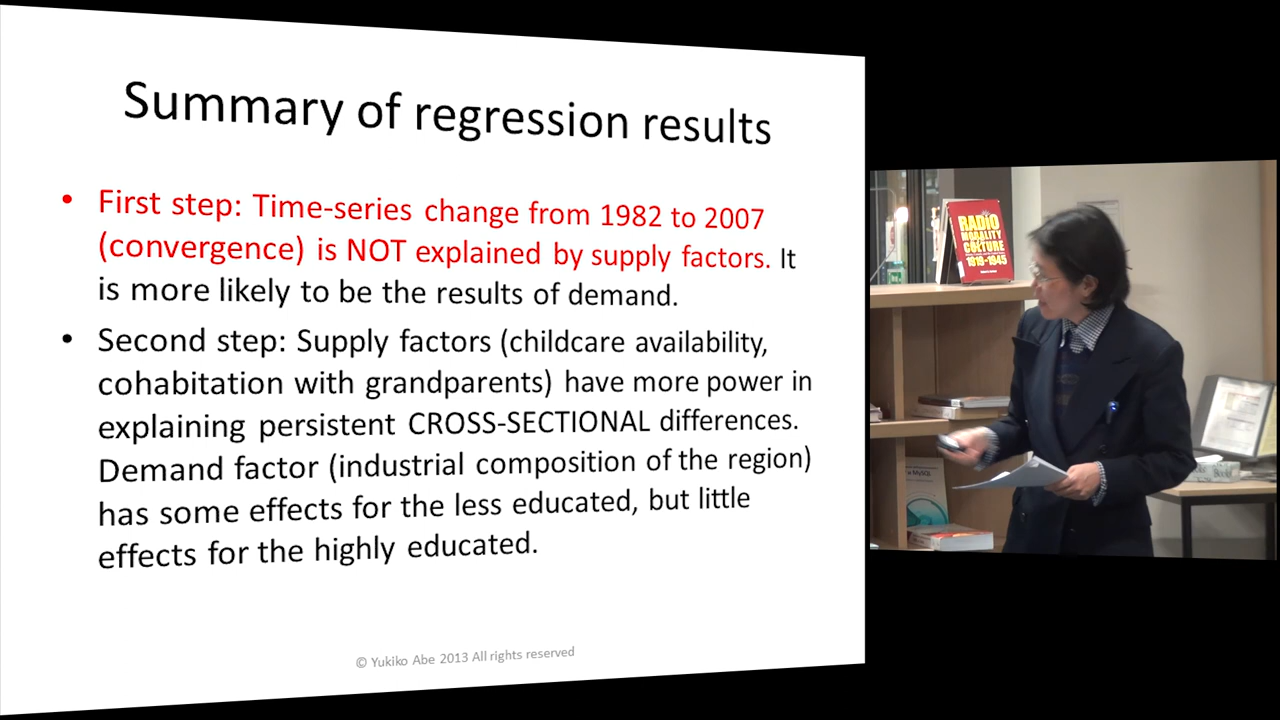 Summary of regression results
• First step: Time-series change from 1982 to 2007
(convergence) is NOT explained by supply factors. It
is more likely to be the results of demand.
• Second step: Supply factors (childcare availability,
cohabitation with grandparents) have more power in
explaining persistent CROSS-SECTIONAL differences.
Demand factor (industrial composition of the region)
has some effects for the less educated, but little
effects for the highly educated.
© Yukiko Abe 2013 All rights reserved
RADIO
MORALITY
CULTURE
1919-1945
MySQL